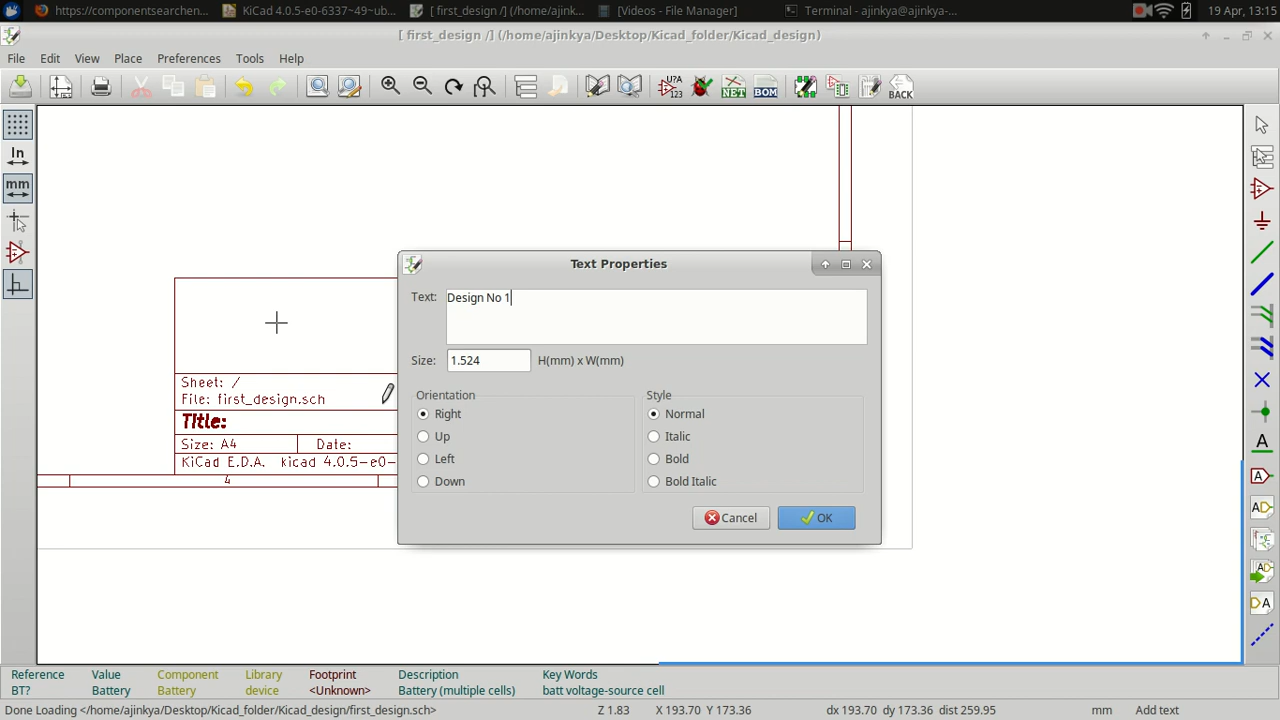 https://componentsearchen...
KiCad 4.0.5-e0-6337~49~ub...
[ first_design /] (/home/ajink...
[Videos - File Manager]
Terminal - ajinkya@ajinkya-...
19 Apr, 13:15
[ first_design /] (/home/ajinkya/Desktop/Kicad_folder/Kicad_design)
File Edit View Place Preferences Tools Help
U?A
123
NET
BOM
BACK
In
mm
Text Properties
Text: Design No 1
Size: 1.524 H(mm) x W(mm)
Orientation
Right
Up
Left
Down
Style
Normal
Italic
Bold
Bold Italic
Cancel
OK
Sheet: /
File: first_design.sch
Title:
Size: A4 Date:
KiCad E.D.A. kicad 4.0.5-e0-
4
A
A
AD
AD
DA
Reference Value Component Library Footprint Description Key Words
BT? Battery Battery device <Unknown> Battery (multiple cells) batt voltage-source cell
Done Loading </home/ajinkya/Desktop/Kicad_folder/Kicad_design/first_design.sch> Z 1.83 X 193.70 Y 173.36 dx 193.70 dy 173.36 dist 259.95 mm Add text